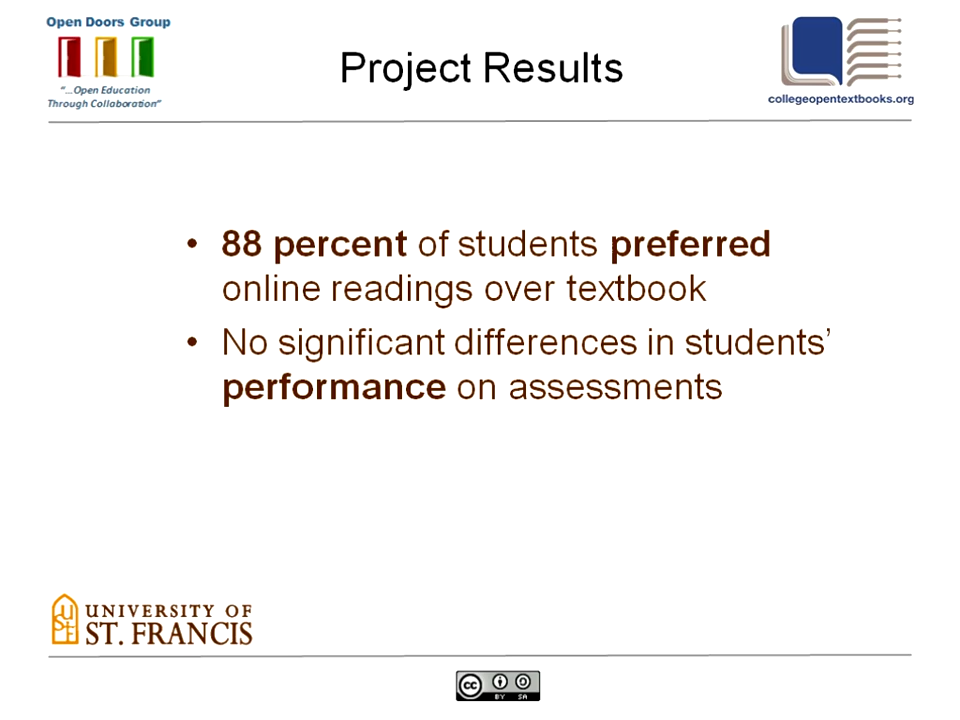 Open Doors Group
"...Open Education
Through Collaboration"
Project Results
collegeopentextbooks.org
• 88 percent of students preferred
online readings over textbook
• No significant differences in students'
performance on assessments
USF
UNIVERSITY OF
ST. FRANCIS
cc
BY SA